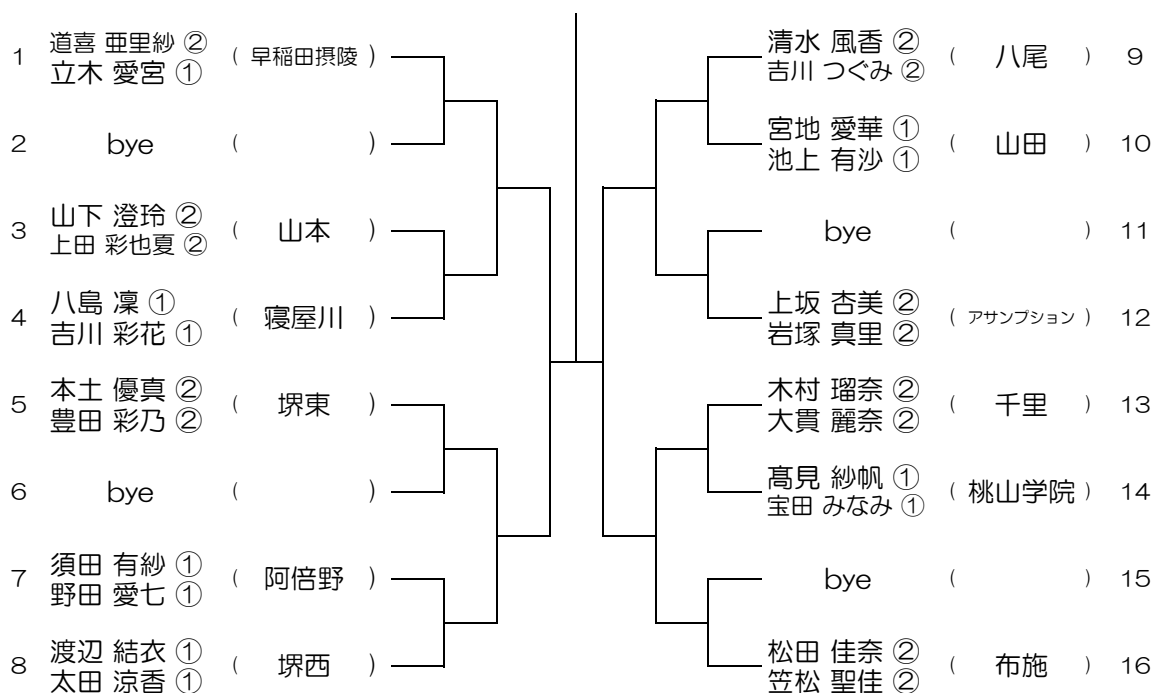 道喜 亜里紗 ②
1 ( 早稲田摂陵 )
立木 愛宮 ①
2 bye ( )
山下 澄玲 ②
3 ( 山本 )
上田 彩也夏 ②
八島 凜 ①
4 ( 寝屋川 )
吉川 彩花 ①
本土 優真 ②
5 ( 堺東 )
豊田 彩乃 ②
6 bye ( )
須田 有紗 ①
7 ( 阿倍野 )
野田 愛七 ①
渡辺 結衣 ①
8 ( 堺西 )
太田 涼香 ①
清水 風香 ②
( 八尾 ) 9
吉川 つぐみ ②
宮地 愛華 ①
( 山田 ) 10
池上 有沙 ①
bye ( ) 11
上坂 杏美 ②
( アサンプション ) 12
岩塚 真里 ②
木村 瑠奈 ②
( 千里 ) 13
大貫 麗奈 ②
髙見 紗帆 ①
( 桃山学院 ) 14
宝田 みなみ ①
bye ( ) 15
松田 佳奈 ②
( 布施 ) 16
笠松 聖佳 ②